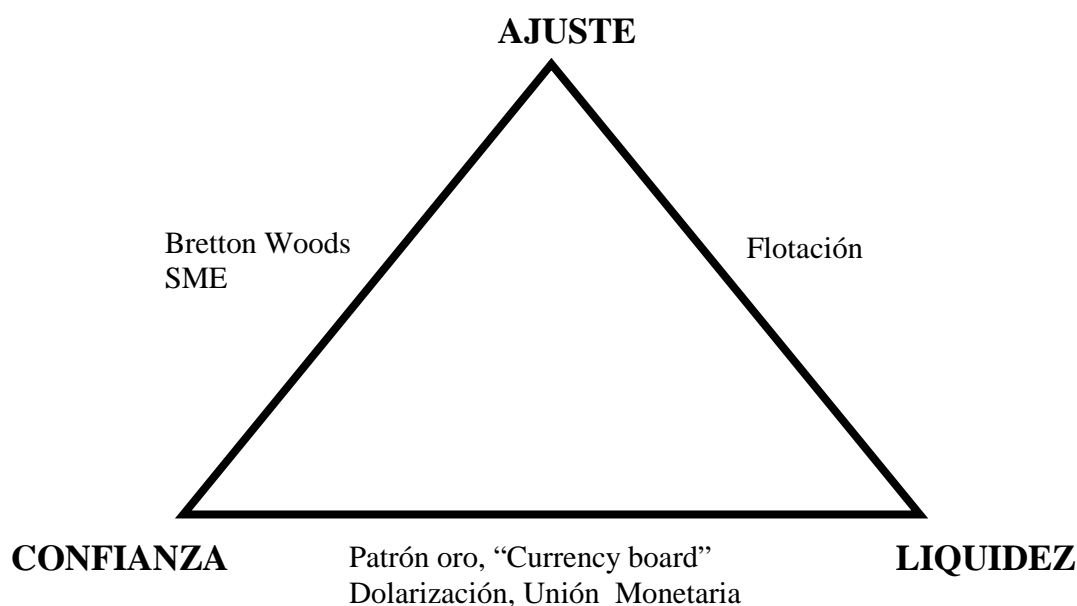 AJUSTE
Bretton Woods
SME
Flotación
CONFIANZA
Patrón oro, “Currency board”
Dolarización, Unión Monetaria
LIQUIDEZ